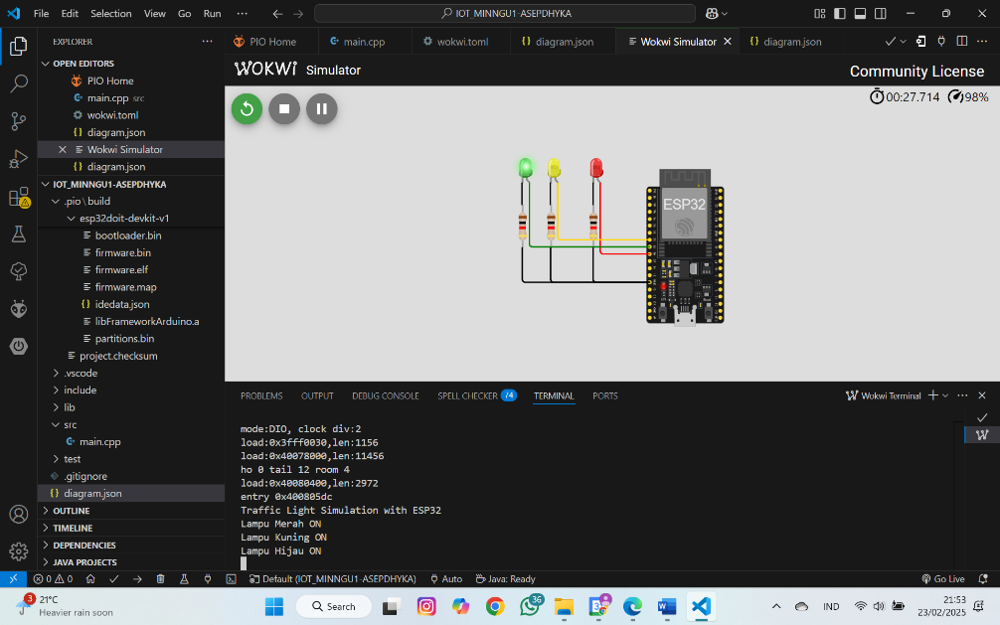 File Edit Selection View Go Run ··· IOT_MINNGU1-ASEPDHYKA
EXPLORER ···
PIO Home main.cpp wokwi.toml diagram.json Wokwi Simulator diagram.json ···
OPEN EDITORS
PIO Home
main.cpp src
wokwi.toml
diagram.json
Wokwi Simulator
diagram.json
IOT_MINNGU1-ASEPDHYKA
.pio\build
esp32doit-devkit-v1
bootloader.bin
firmware.bin
firmware.elf
firmware.map
idedata.json
libFrameworkArduino.a
partitions.bin
project.checksum
.vscode
include
lib
src
main.cpp
test
.gitignore
diagram.json
OUTLINE
TIMELINE
DEPENDENCIES
JAVA PROJECTS
WOKWi Simulator
Community License
00:27.714 98%
ESP32
PROBLEMS OUTPUT DEBUG CONSOLE SPELL CHECKER 74 TERMINAL PORTS Wokwi Terminal ···
mode:DIO, clock div:2
load:0x3fff0030,len:1156
load:0x40078000,len:11456
ho 0 tail 12 room 4
load:0x40080400,len:2972
entry 0x400805dc
Traffic Light Simulation with ESP32
Lampu Merah ON
Lampu Kuning ON
Lampu Hijau ON
0 0 Default (IOT_MINNGU1-ASEPDHYKA) Auto Java: Ready Go Live
3 21°C
Heavier rain soon
Search
36
IND
21:53
23/02/2025